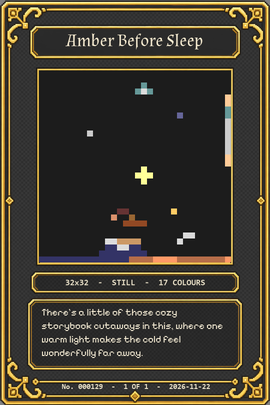 Amber Before Sleep
32x32 - STILL - 17 COLOURS
There's a little of those cozy
storybook cutaways in this, where one
warm light makes the cold feel
wonderfully far away.
No. 000129 - 1 OF 1 - 2026-11-22